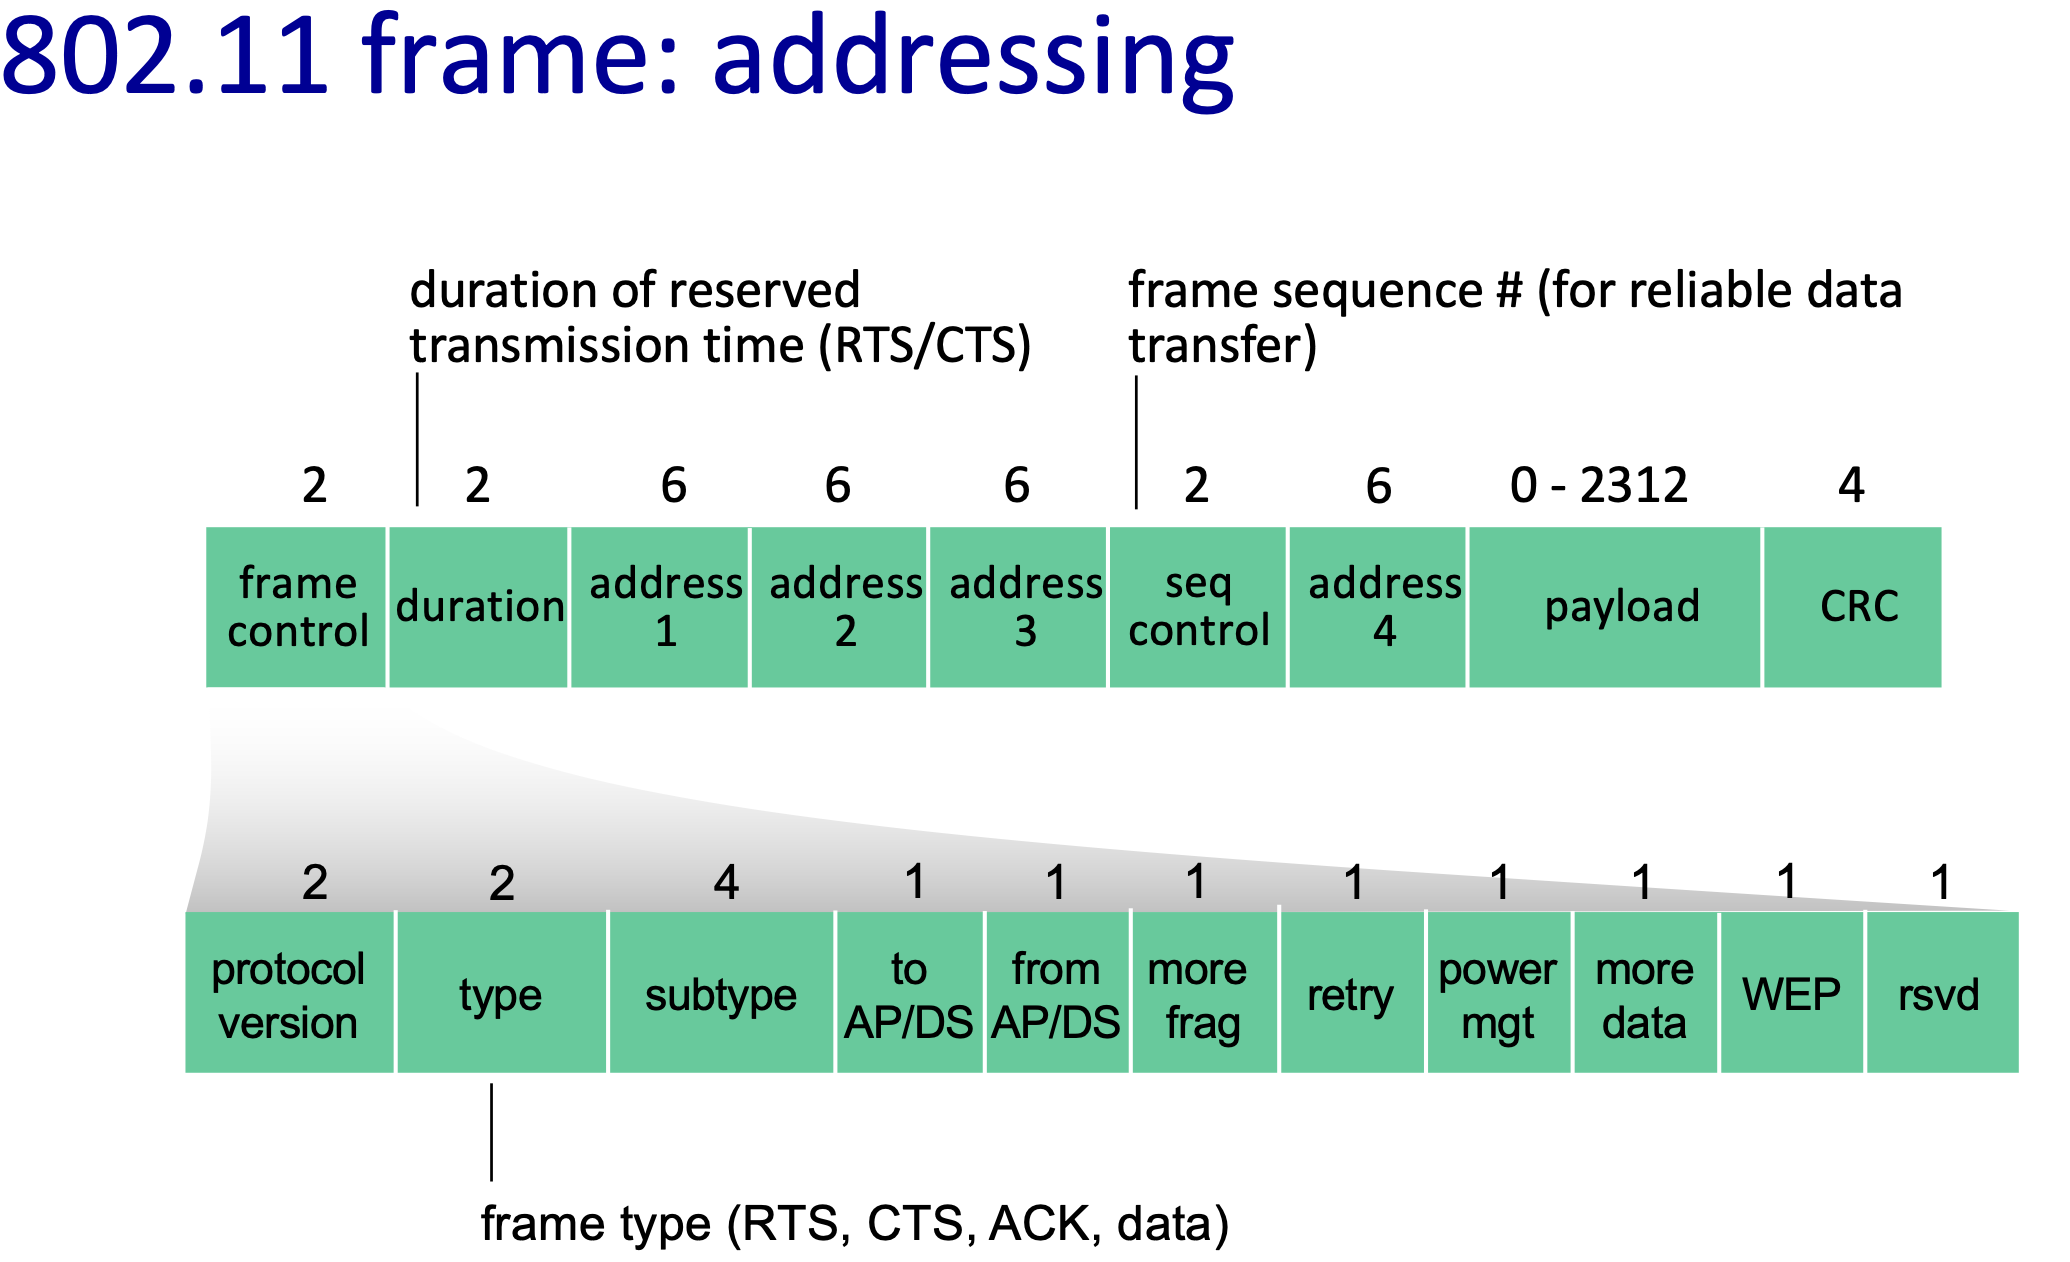 802.11 frame: addressing
duration of reserved
transmission time (RTS/CTS)
frame sequence # (for reliable data
transfer)
2 2 6 6 6 2 6 0 - 2312 4
frame
control
duration
address
1
address
2
address
3
seq
control
address
4
payload
CRC
2 2 4 1 1 1 1 1 1 1 1
protocol
version
type
subtype
to
AP/DS
from
AP/DS
more
frag
retry
power
mgt
more
data
WEP
rsvd
frame type (RTS, CTS, ACK, data)